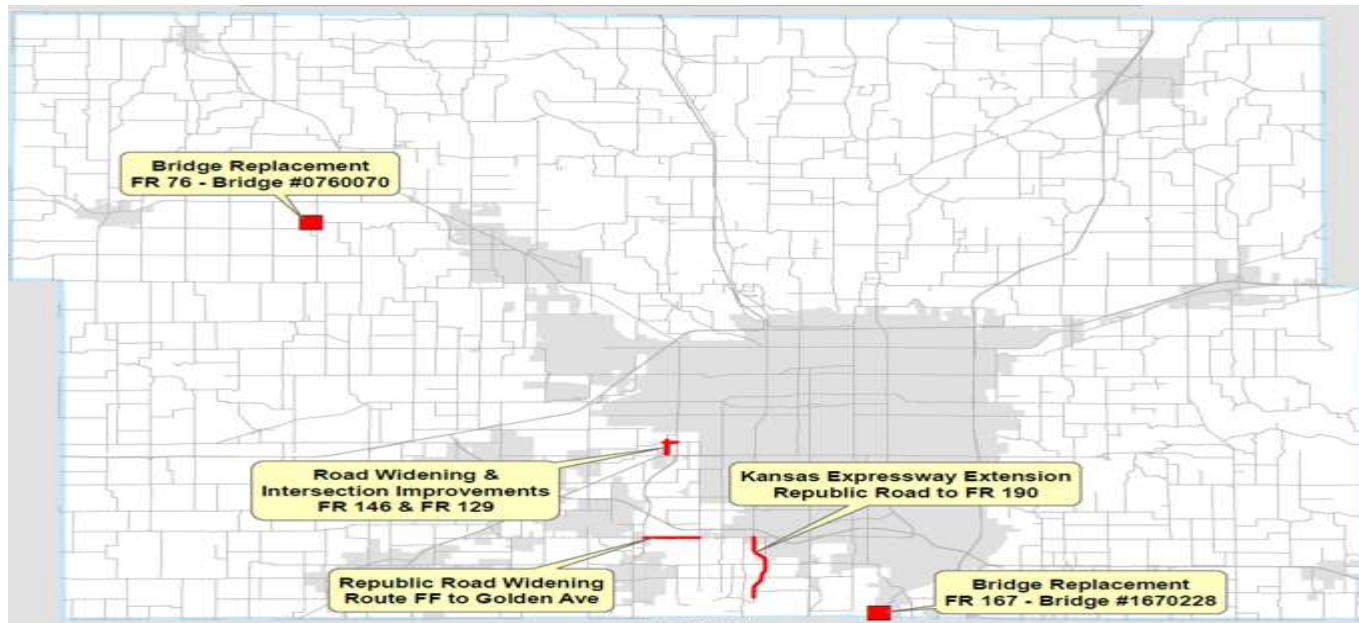 Bridge Replacement
FR 76 - Bridge #0760070
Road Widening &
Intersection Improvements
FR 146 & FR 129
Kansas Expressway Extension
Republic Road to FR 190
Republic Road Widening
Route FF to Golden Ave
Bridge Replacement
FR 167 - Bridge #1670228